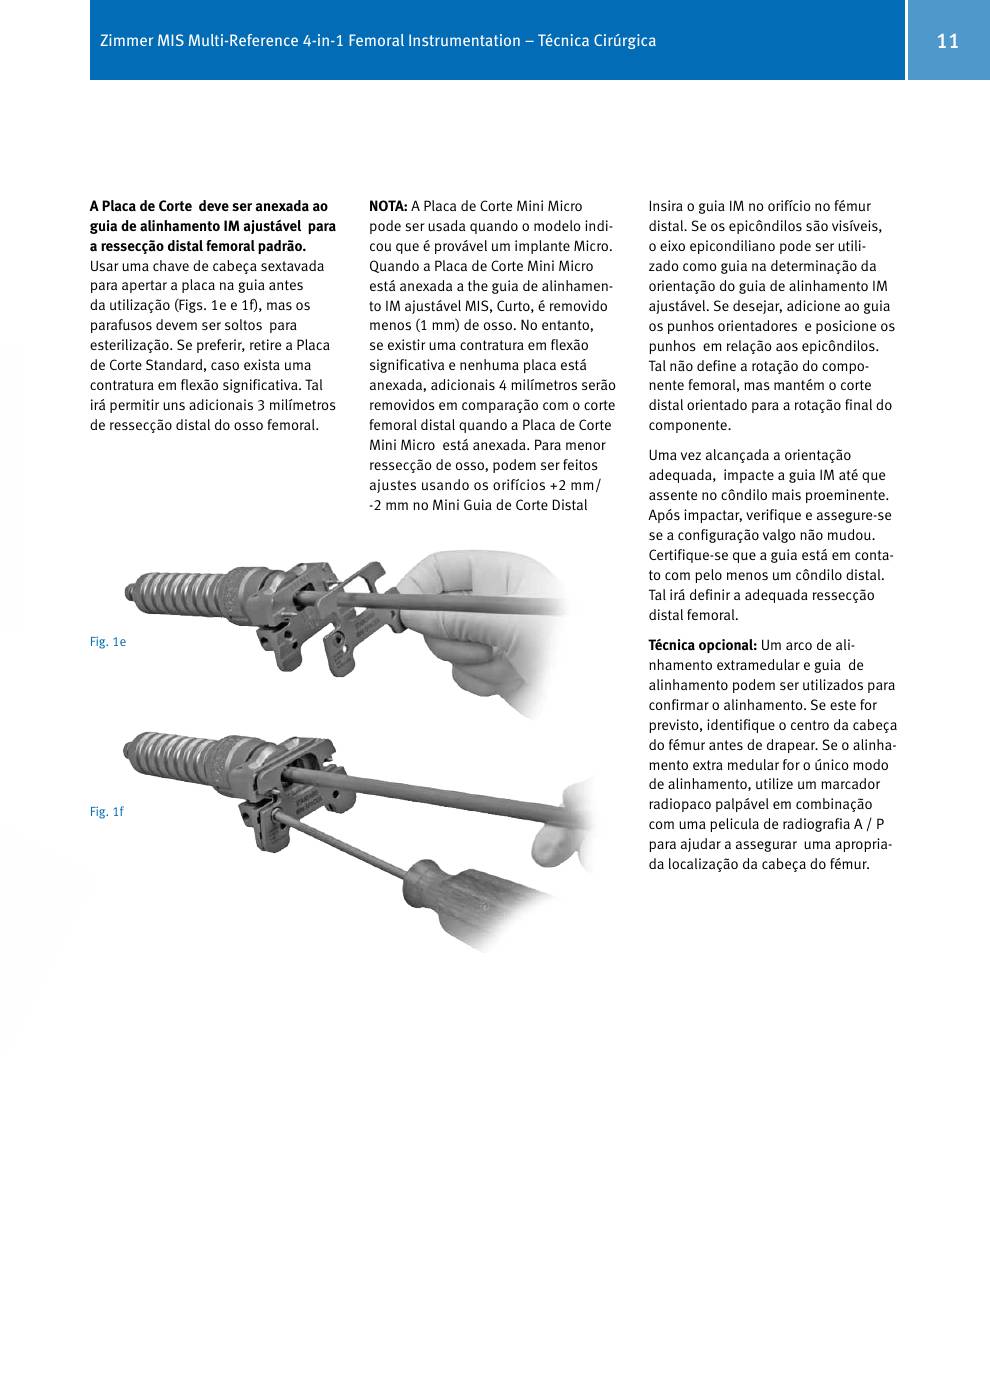 Zimmer MIS Multi-Reference 4-in-1 Femoral Instrumentation – Técnica Cirúrgica
11
A Placa de Corte deve ser anexada ao
guia de alinhamento IM ajustável para
a ressecção distal femoral padrão.
Usar uma chave de cabeça sextavada
para apertar a placa na guia antes
da utilização (Figs. 1e e 1f), mas os
parafusos devem ser soltos para
esterilização. Se preferir, retire a Placa
de Corte Standard, caso exista uma
contratura em flexão significativa. Tal
irá permitir uns adicionais 3 milímetros
de ressecção distal do osso femoral.
NOTA: A Placa de Corte Mini Micro
pode ser usada quando o modelo indi-
cou que é provável um implante Micro.
Quando a Placa de Corte Mini Micro
está anexada a the guia de alinhamen-
to IM ajustável MIS, Curto, é removido
menos (1 mm) de osso. No entanto,
se existir uma contratura em flexão
significativa e nenhuma placa está
anexada, adicionais 4 milímetros serão
removidos em comparação com o corte
femoral distal quando a Placa de Corte
Mini Micro está anexada. Para menor
ressecção de osso, podem ser feitos
ajustes usando os orifícios +2 mm/
-2 mm no Mini Guia de Corte Distal
Insira o guia IM no orifício no fémur
distal. Se os epicôndilos são visíveis,
o eixo epicondiliano pode ser utili-
zado como guia na determinação da
orientação do guia de alinhamento IM
ajustável. Se desejar, adicione ao guia
os punhos orientadores e posicione os
punhos em relação aos epicôndilos.
Tal não define a rotação do compo-
nente femoral, mas mantém o corte
distal orientado para a rotação final do
componente.
Uma vez alcançada a orientação
adequada, impacte a guia IM até que
assente no côndilo mais proeminente.
Após impactar, verifique e assegure-se
se a configuração valgo não mudou.
Certifique-se que a guia está em conta-
to com pelo menos um côndilo distal.
Tal irá definir a adequada ressecção
distal femoral.
Técnica opcional: Um arco de ali-
nhamento extramedular e guia de
alinhamento podem ser utilizados para
confirmar o alinhamento. Se este for
previsto, identifique o centro da cabeça
do fémur antes de drapear. Se o alinha-
mento extra medular for o único modo
de alinhamento, utilize um marcador
radiopaco palpável em combinação
com uma pelicula de radiografia A / P
para ajudar a assegurar uma apropria-
da localização da cabeça do fémur.
Fig. 1e
Fig. 1f